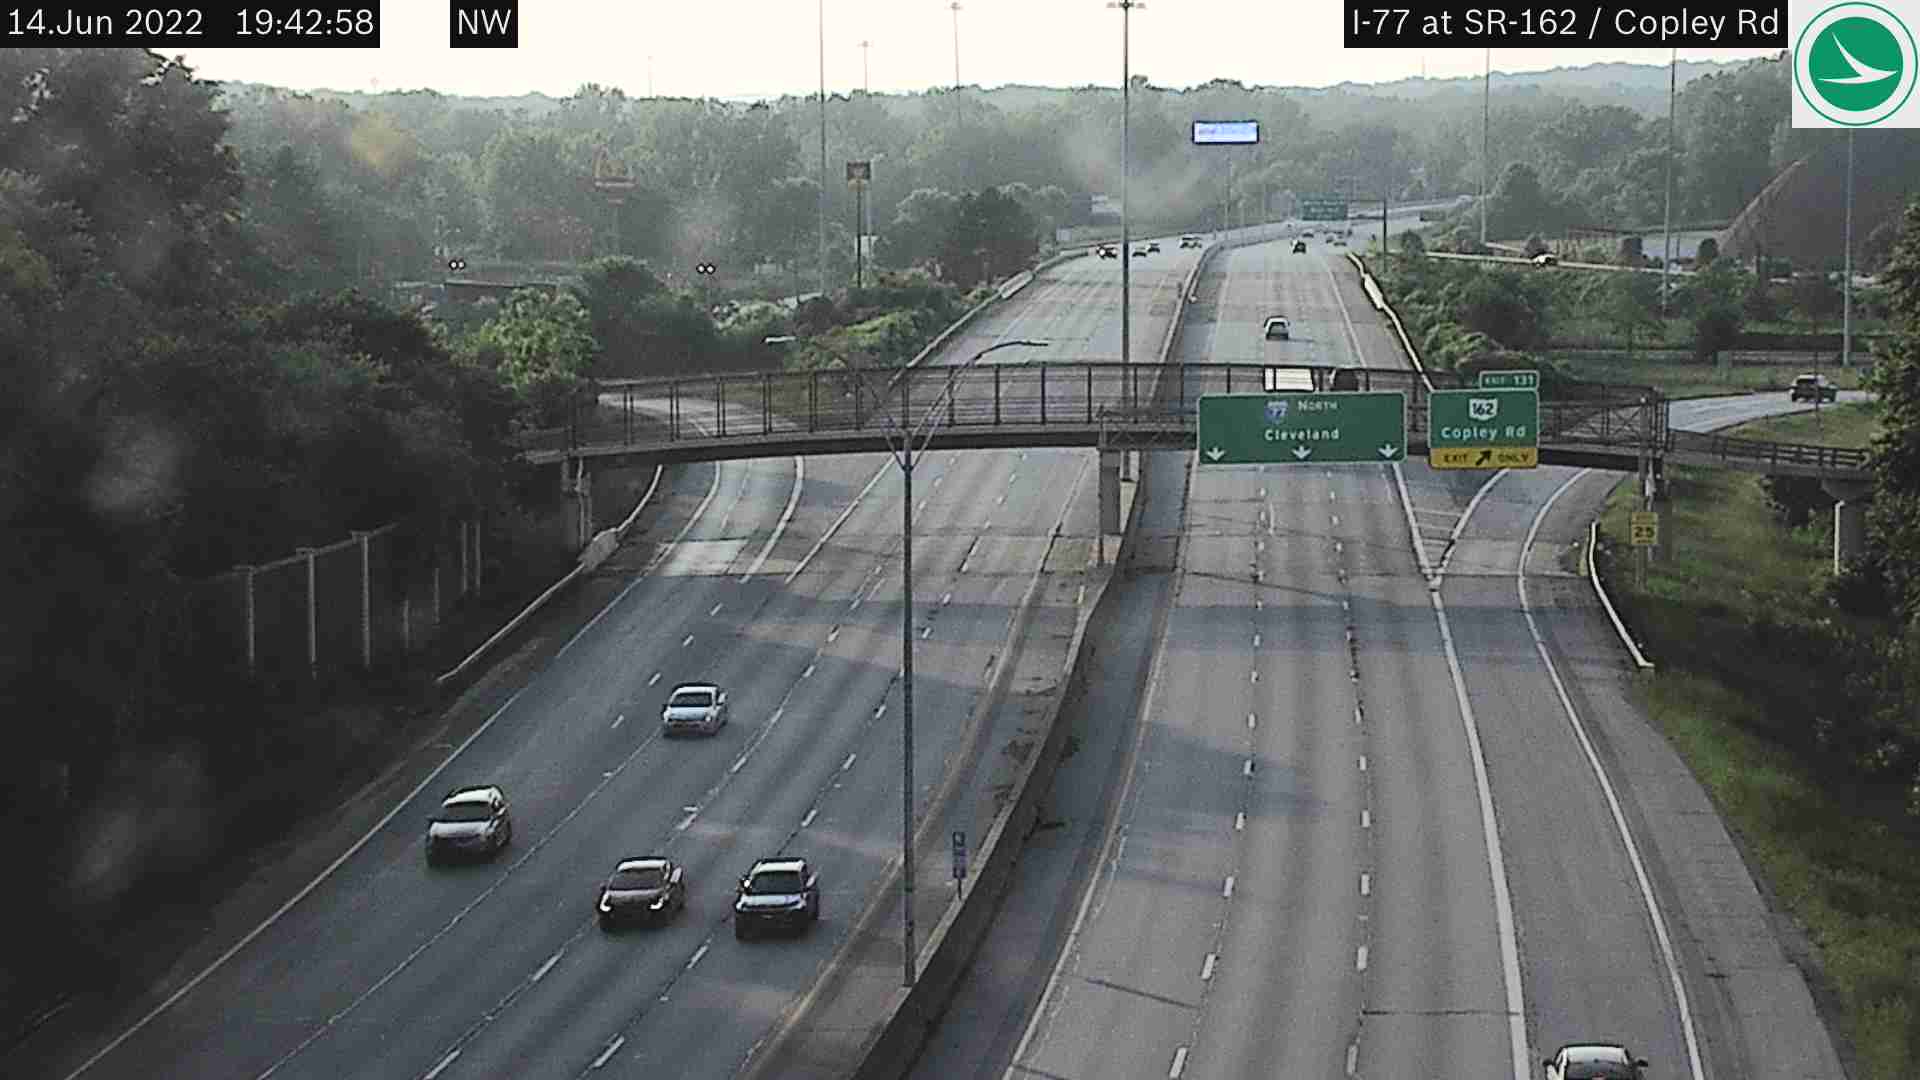 14.Jun 2022 19:42:58
NW
I-77 at SR-162 / Copley Rd
EXIT 131
77 NORTH
Cleveland
162
Copley Rd
EXIT ONLY
25